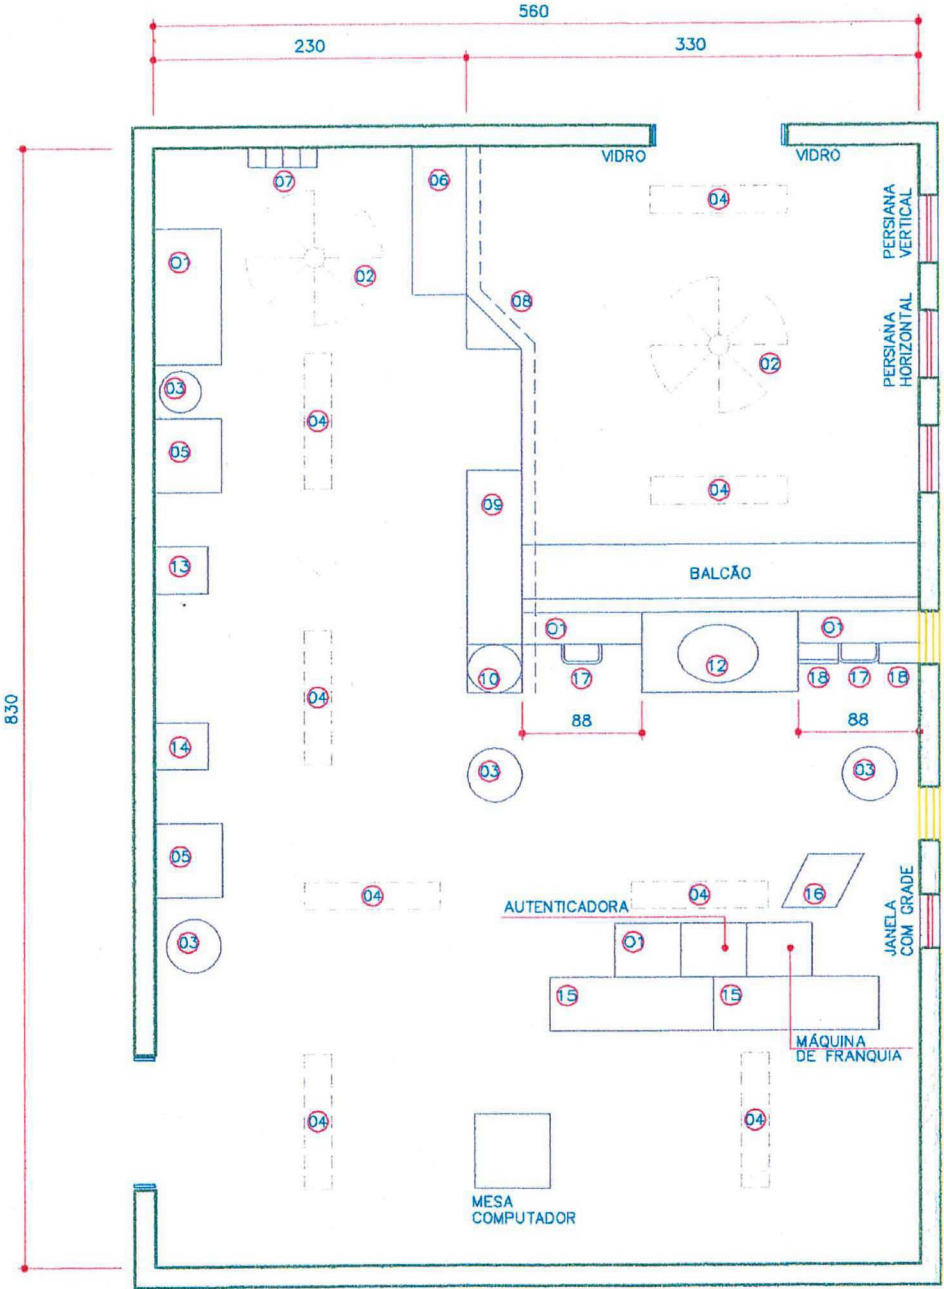 560
230
330
VIDRO
VIDRO
07
06
04
PERSIANA
VERTICAL
01
02
08
PERSIANA
HORIZONTAL
02
03
04
05
04
09
13
BALCÃO
01
01
12
10
17
18
17
18
04
830
88
88
14
03
03
05
04
04
16
AUTENTICADORA
JANELA
COM GRADE
03
01
15
15
MÁQUINA
DE FRANQUIA
04
04
MESA
COMPUTADOR